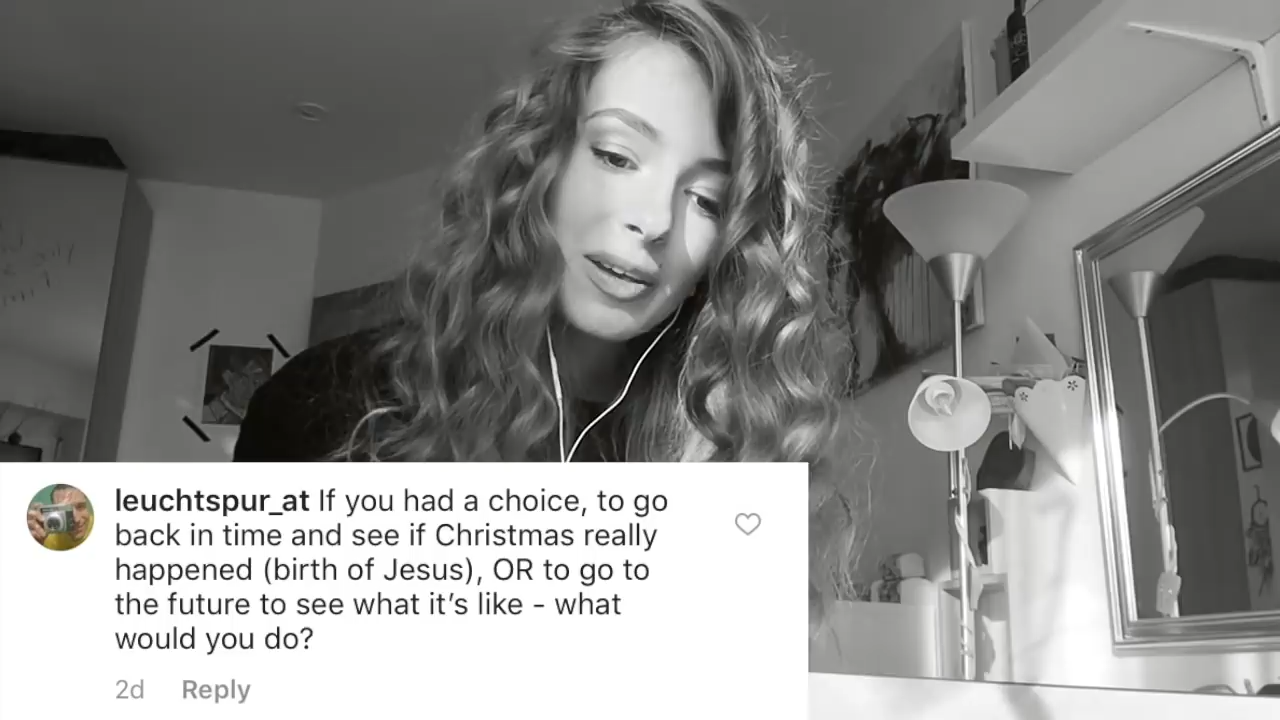 leuchtspur_at If you had a choice, to go
back in time and see if Christmas really
happened (birth of Jesus), OR to go to
the future to see what it’s like - what
would you do?
2d Reply